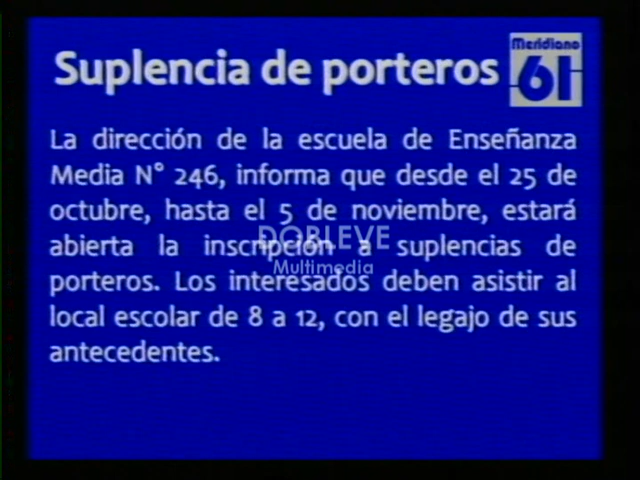 Suplencia de porteros
Meridiano
61
La dirección de la escuela de Enseñanza
Media N° 246, informa que desde el 25 de
octubre, hasta el 5 de noviembre, estará
abierta la inscripción a suplencias de
porteros. Los interesados deben asistir al
local escolar de 8 a 12, con el legajo de sus
antecedentes.
DOBLEVE
Multimedia